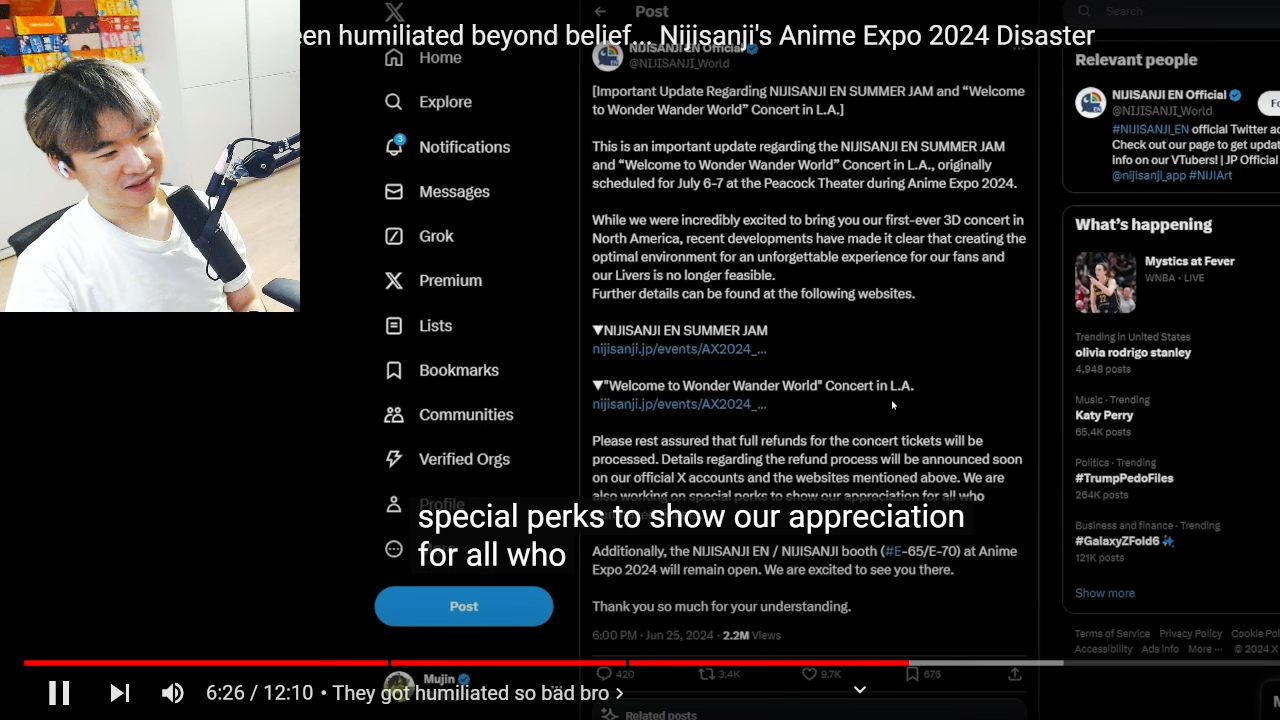 een humiliated beyond belief... Nijisanji's Anime Expo 2024 Disaster
Home
Explore
3
Notifications
Messages
Grok
Premium
Lists
Bookmarks
Communities
Verified Orgs
Profile
Post
Mujin
Post
NIJISANJI EN Official
@NIJISANJI_World
[Important Update Regarding NIJISANJI EN SUMMER JAM and “Welcome
to Wonder Wander World” Concert in L.A.]
This is an important update regarding the NIJISANJI EN SUMMER JAM
and “Welcome to Wonder Wander World” Concert in L.A., originally
scheduled for July 6-7 at the Peacock Theater during Anime Expo 2024.
While we were incredibly excited to bring you our first-ever 3D concert in
North America, recent developments have made it clear that creating the
optimal environment for an unforgettable experience for our fans and
our Livers is no longer feasible.
Further details can be found at the following websites.
▼NIJISANJI EN SUMMER JAM
nijisanji.jp/events/AX2024_...
▼"Welcome to Wonder Wander World" Concert in L.A.
nijisanji.jp/events/AX2024_...
Please rest assured that full refunds for the concert tickets will be
processed. Details regarding the refund process will be announced soon
on our official X accounts and the websites mentioned above. We are
also working on special perks to show our appreciation for all who
special perks to show our appreciation
for all who
Additionally, the NIJISANJI EN / NIJISANJI booth (#E-65/E-70) at Anime
Expo 2024 will remain open. We are excited to see you there.
Thank you so much for your understanding.
6:00 PM · Jun 25, 2024 · 2.2M Views
420 3.4K 9.7K 675
Related posts
Search
Relevant people
NIJISANJI EN Official
@NIJISANJI_World
Fo
#NIJISANJI_EN official Twitter ac
Check out our page to get updat
info on our VTubers! | JP Official
@nijisanji_app #NIJIArt
What’s happening
Mystics at Fever
WNBA · LIVE
Trending in United States
olivia rodrigo stanley
4,948 posts
Music · Trending
Katy Perry
65.4K posts
Politics · Trending
#TrumpPedoFiles
264K posts
Business and finance · Trending
#GalaxyZFold6
121K posts
Show more
Terms of Service Privacy Policy Cookie Pol
Accessibility Ads info More ··· © 2024 X
6:26 / 12:10 • They got humiliated so bad bro